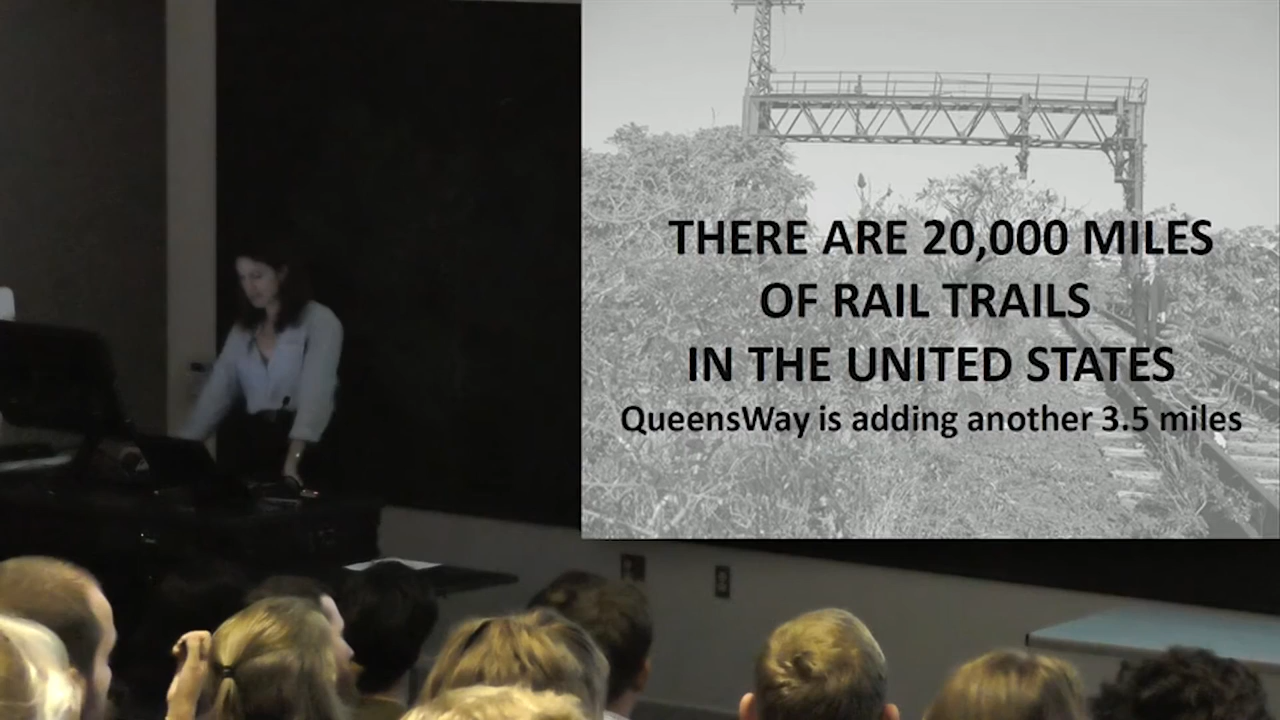 THERE ARE 20,000 MILES
OF RAIL TRAILS
IN THE UNITED STATES
QueensWay is adding another 3.5 miles